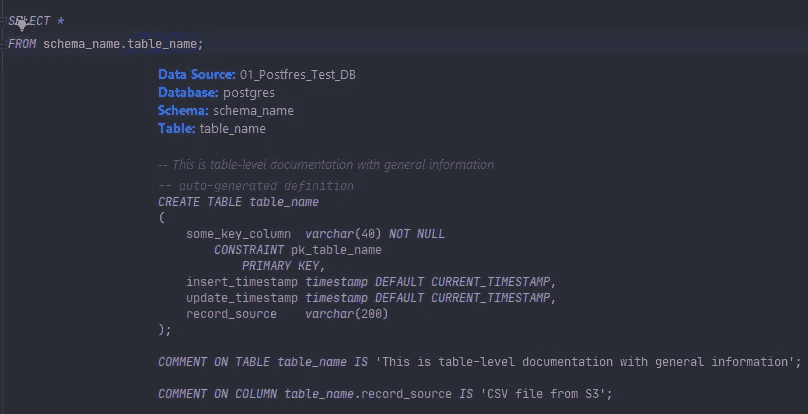 SELECT *
FROM schema_name.table_name;
Data Source: 01_Postfres_Test_DB
Database: postgres
Schema: schema_name
Table: table_name
-- This is table-level documentation with general information
-- auto-generated definition
CREATE TABLE table_name
(
    some_key_column  varchar(40) NOT NULL
        CONSTRAINT pk_table_name
            PRIMARY KEY,
    insert_timestamp timestamp DEFAULT CURRENT_TIMESTAMP,
    update_timestamp timestamp DEFAULT CURRENT_TIMESTAMP,
    record_source    varchar(200)
);
COMMENT ON TABLE table_name IS 'This is table-level documentation with general information';
COMMENT ON COLUMN table_name.record_source IS 'CSV file from S3';